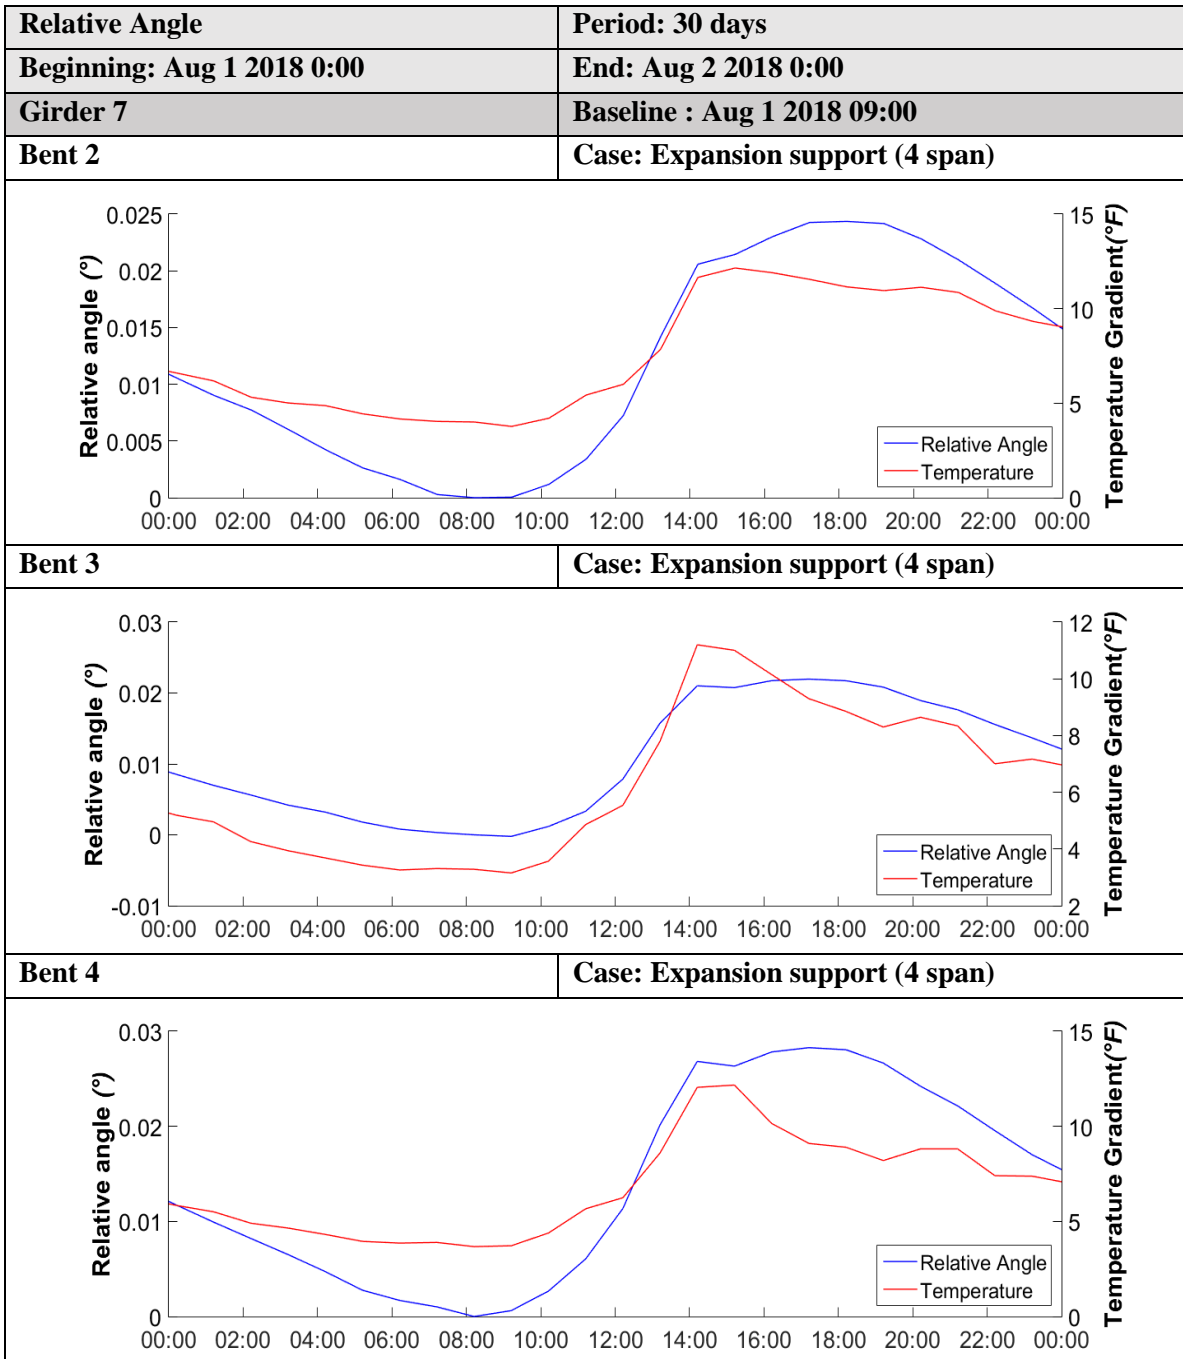 Relative Angle Period: 30 days
Beginning: Aug 1 2018 0:00 End: Aug 2 2018 0:00
Girder 7 Baseline : Aug 1 2018 09:00
Bent 2 Case: Expansion support (4 span)
Relative angle (°)
0.025
0.02
0.015
0.01
0.005
0
15
10
5
0
Temperature Gradient(°F)
Relative Angle
Temperature
00:00 02:00 04:00 06:00 08:00 10:00 12:00 14:00 16:00 18:00 20:00 22:00 00:00
Bent 3 Case: Expansion support (4 span)
Relative angle (°)
0.03
0.02
0.01
0
-0.01
12
10
8
6
4
2
Temperature Gradient(°F)
Relative Angle
Temperature
00:00 02:00 04:00 06:00 08:00 10:00 12:00 14:00 16:00 18:00 20:00 22:00 00:00
Bent 4 Case: Expansion support (4 span)
Relative angle (°)
0.03
0.02
0.01
0
15
10
5
0
Temperature Gradient(°F)
Relative Angle
Temperature
00:00 02:00 04:00 06:00 08:00 10:00 12:00 14:00 16:00 18:00 20:00 22:00 00:00